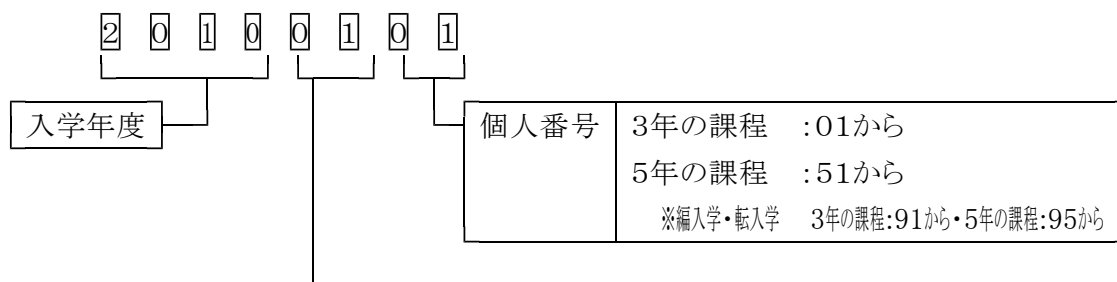 2 0 1 0 0 1 0 1
入学年度
個人番号
3年の課程 :01から
5年の課程 :51から
※編入学・転入学 3年の課程:91から・5年の課程:95から